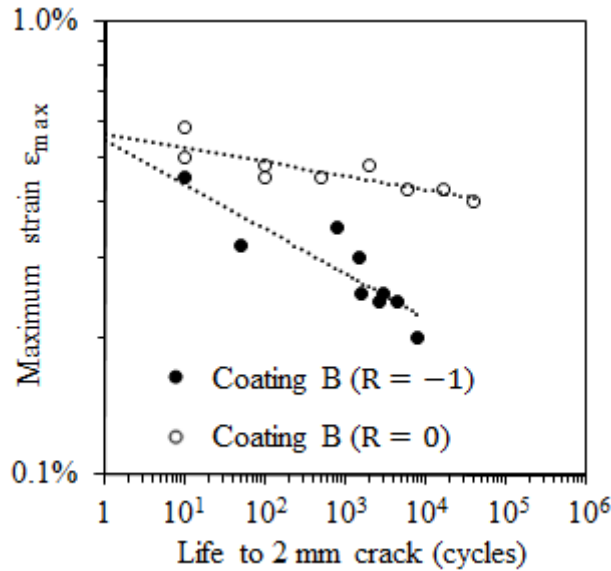 1.0%
Maximum strain εmax
Coating B (R = −1)
Coating B (R = 0)
0.1%
1 10¹ 10² 10³ 10⁴ 10⁵ 10⁶
Life to 2 mm crack (cycles)